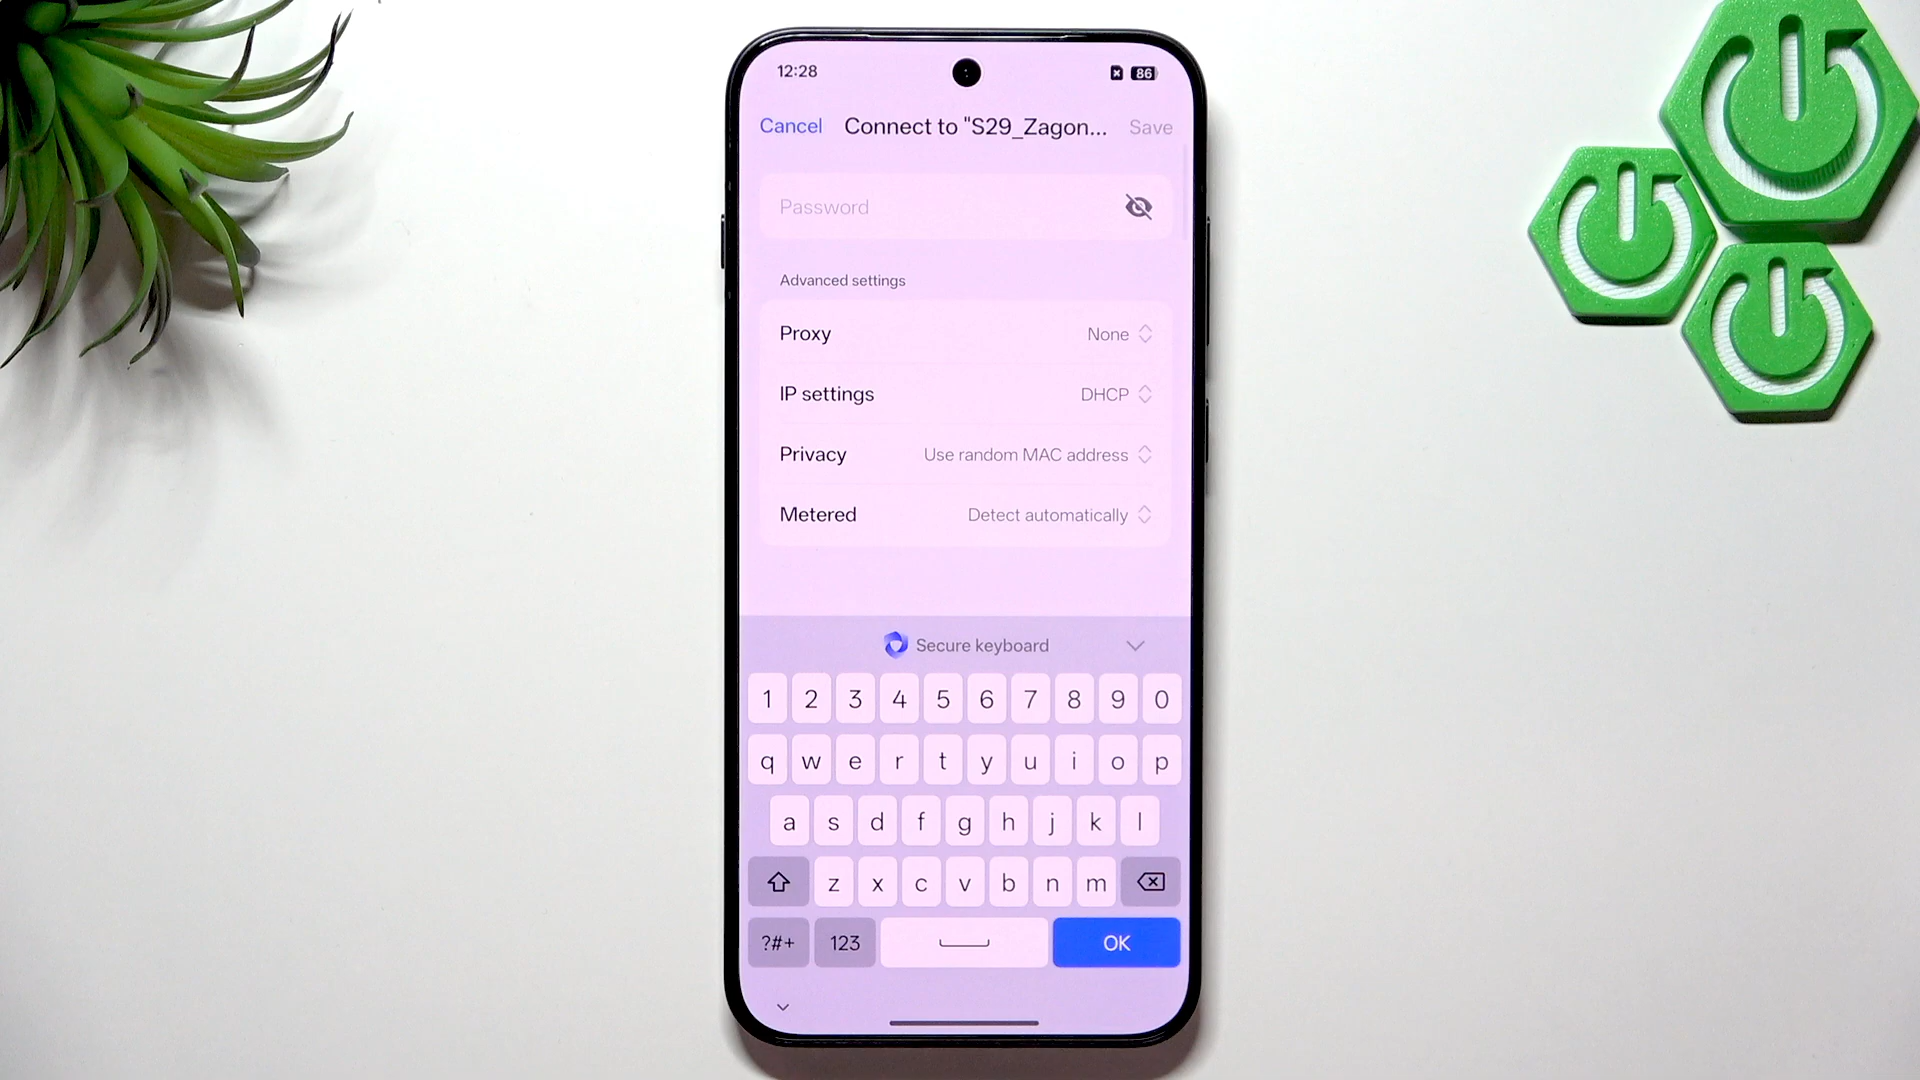 12:28
86
Cancel Connect to "S29_Zagon... Save
Password
Advanced settings
Proxy None
IP settings DHCP
Privacy Use random MAC address
Metered Detect automatically
Secure keyboard
1 2 3 4 5 6 7 8 9 0
q w e r t y u i o p
a s d f g h j k l
z x c v b n m
?#+ 123 OK